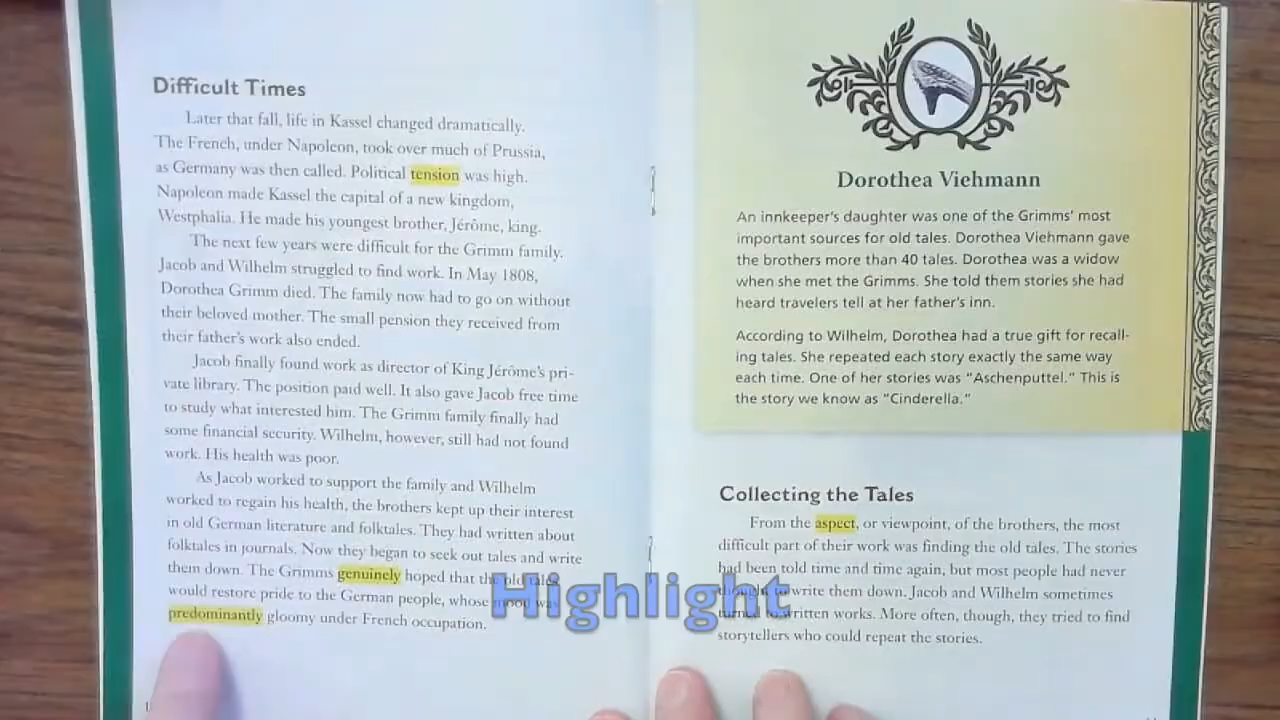 Difficult Times
Later that fall, life in Kassel changed dramatically.
The French, under Napoleon, took over much of Prussia,
as Germany was then called. Political tension was high.
Napoleon made Kassel the capital of a new kingdom,
Westphalia. He made his youngest brother, Jérôme, king.
The next few years were difficult for the Grimm family.
Jacob and Wilhelm struggled to find work. In May 1808,
Dorothea Grimm died. The family now had to go on without
their beloved mother. The small pension they received from
their father's work also ended.
Jacob finally found work as director of King Jérôme's pri-
vate library. The position paid well. It also gave Jacob free time
to study what interested him. The Grimm family finally had
some financial security. Wilhelm, however, still had not found
work. His health was poor.
As Jacob worked to support the family and Wilhelm
worked to regain his health, the brothers kept up their interest
in old German literature and folktales. They had written about
folktales in journals. Now they began to seek out tales and write
them down. The Grimms genuinely hoped that the old tales
would restore pride to the German people, whose mood was
predominantly gloomy under French occupation.
Dorothea Viehmann
An innkeeper's daughter was one of the Grimms' most
important sources for old tales. Dorothea Viehmann gave
the brothers more than 40 tales. Dorothea was a widow
when she met the Grimms. She told them stories she had
heard travelers tell at her father's inn.
According to Wilhelm, Dorothea had a true gift for recall-
ing tales. She repeated each story exactly the same way
each time. One of her stories was "Aschenputtel." This is
the story we know as "Cinderella."
Collecting the Tales
From the aspect, or viewpoint, of the brothers, the most
difficult part of their work was finding the old tales. The stories
had been told time and time again, but most people had never
thought to write them down. Jacob and Wilhelm sometimes
turned to written works. More often, though, they tried to find
storytellers who could repeat the stories.
Highlight